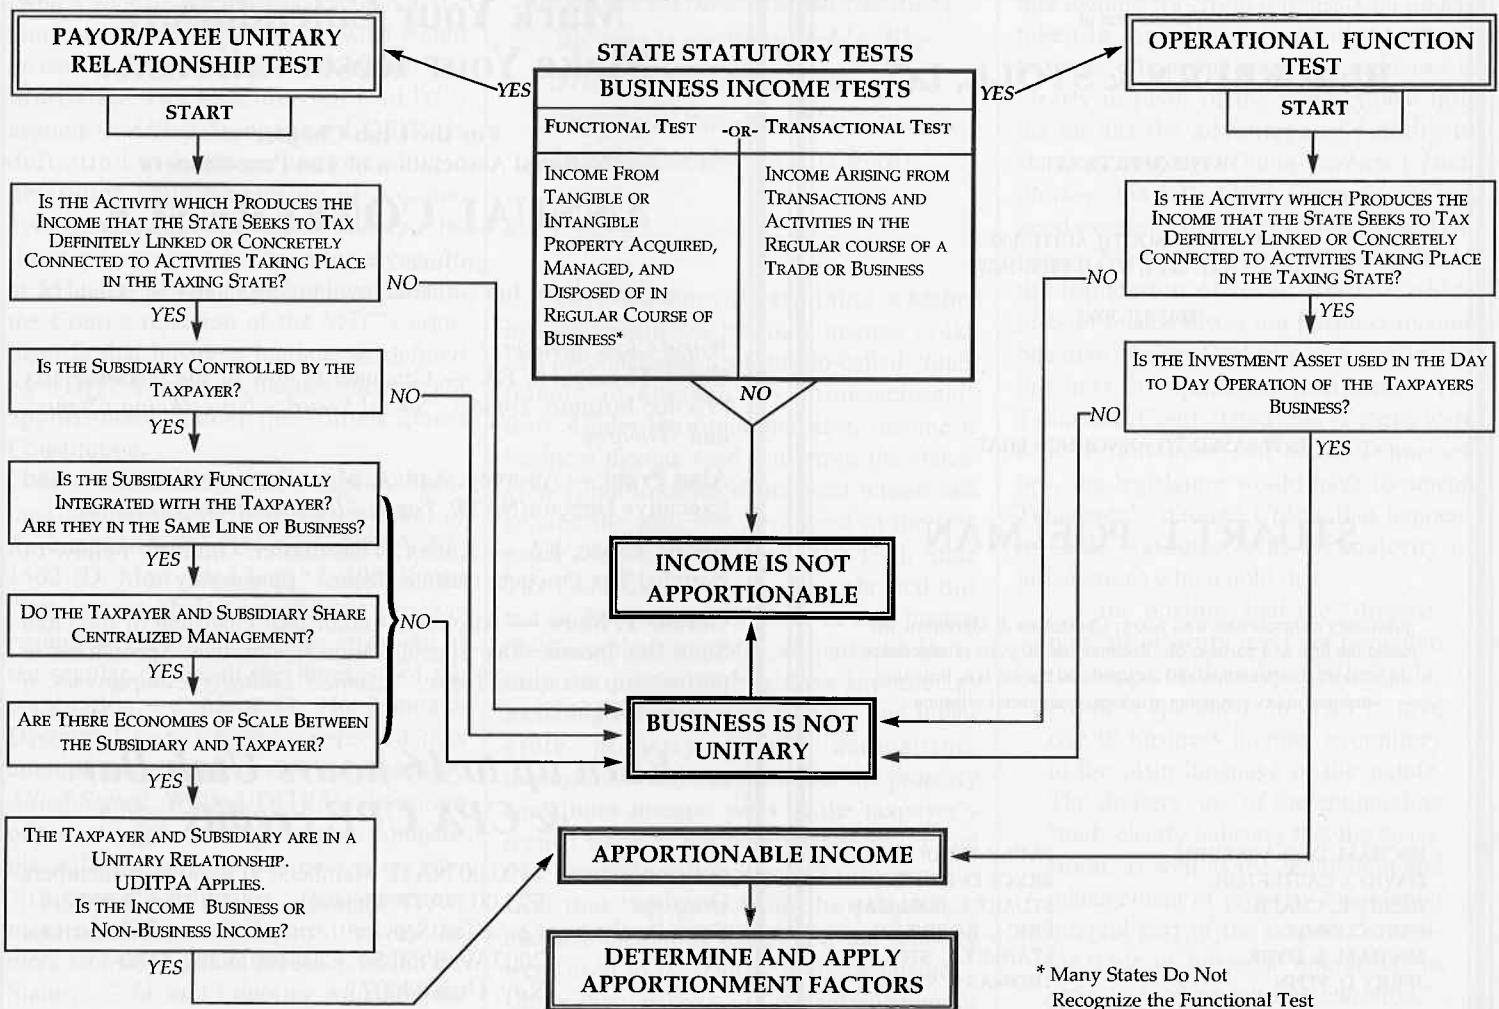 PAYOR/PAYEE UNITARY
RELATIONSHIP TEST
START
IS THE ACTIVITY WHICH PRODUCES THE
INCOME THAT THE STATE SEEKS TO TAX
DEFINITELY LINKED OR CONCRETELY
CONNECTED TO ACTIVITIES TAKING PLACE
IN THE TAXING STATE?
NO
YES
IS THE SUBSIDIARY CONTROLLED BY THE
TAXPAYER?
NO
YES
IS THE SUBSIDIARY FUNCTIONALLY
INTEGRATED WITH THE TAXPAYER?
ARE THEY IN THE SAME LINE OF BUSINESS?
YES
DO THE TAXPAYER AND SUBSIDIARY SHARE
CENTRALIZED MANAGEMENT?
NO
YES
ARE THERE ECONOMIES OF SCALE BETWEEN
THE SUBSIDIARY AND TAXPAYER?
YES
THE TAXPAYER AND SUBSIDIARY ARE IN A
UNITARY RELATIONSHIP.
UDITPA APPLIES.
IS THE INCOME BUSINESS OR
NON-BUSINESS INCOME?
YES
STATE STATUTORY TESTS
YES
BUSINESS INCOME TESTS
YES
FUNCTIONAL TEST -OR- TRANSACTIONAL TEST
INCOME FROM
TANGIBLE OR
INTANGIBLE
PROPERTY ACQUIRED,
MANAGED, AND
DISPOSED OF IN
REGULAR COURSE OF
BUSINESS*
INCOME ARISING FROM
TRANSACTIONS AND
ACTIVITIES IN THE
REGULAR COURSE OF A
TRADE OR BUSINESS
NO
INCOME IS NOT
APPORTIONABLE
BUSINESS IS NOT
UNITARY
APPORTIONABLE INCOME
DETERMINE AND APPLY
APPORTIONMENT FACTORS
OPERATIONAL FUNCTION
TEST
START
IS THE ACTIVITY WHICH PRODUCES THE
INCOME THAT THE STATE SEEKS TO TAX
DEFINITELY LINKED OR CONCRETELY
CONNECTED TO ACTIVITIES TAKING PLACE
IN THE TAXING STATE?
NO
YES
IS THE INVESTMENT ASSET USED IN THE DAY
TO DAY OPERATION OF THE TAXPAYERS
BUSINESS?
NO
YES
* Many States Do Not
Recognize the Functional Test